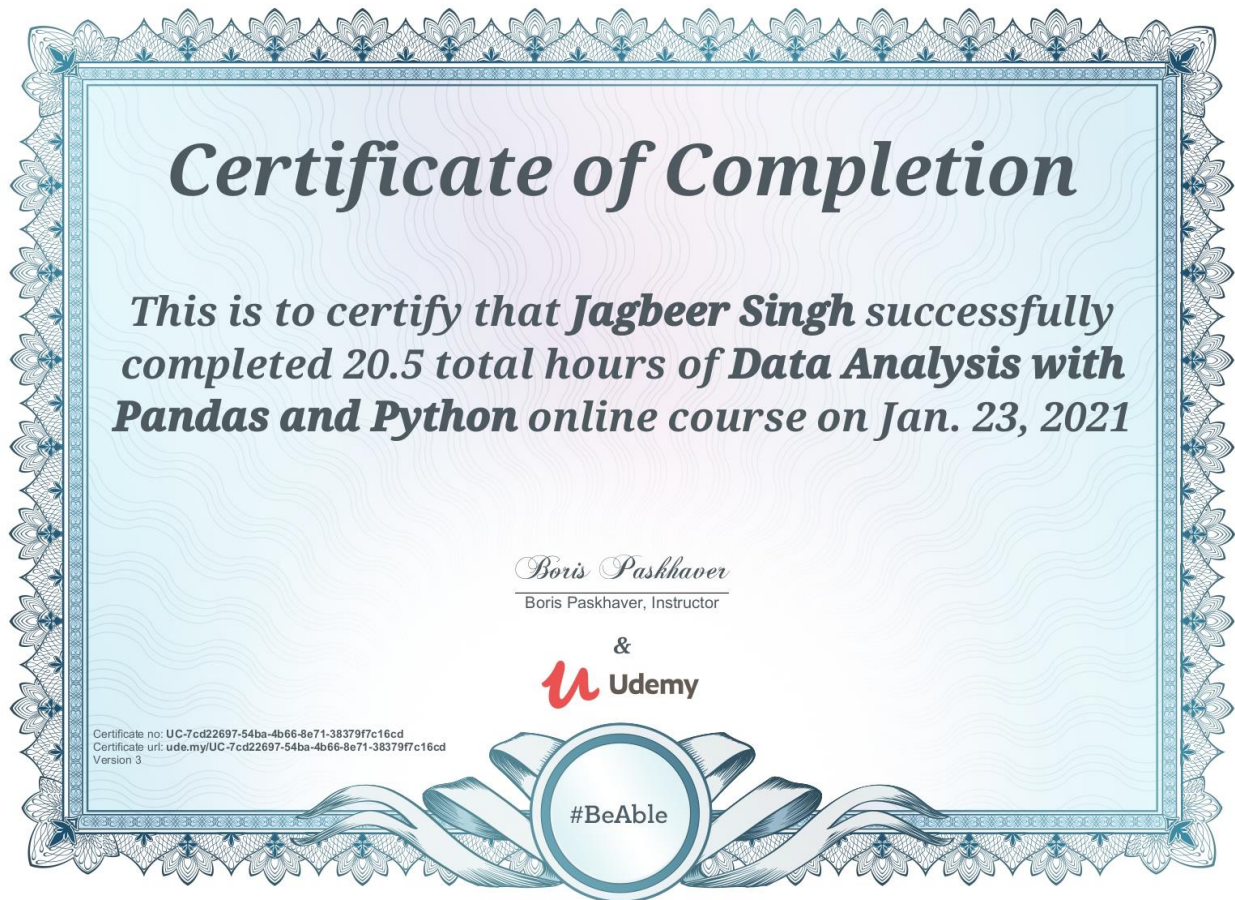 Certificate of Completion
This is to certify that Jagbeer Singh successfully
completed 20.5 total hours of Data Analysis with
Pandas and Python online course on Jan. 23, 2021
Boris Paskhaver
Boris Paskhaver, Instructor
&
Udemy
Certificate no: UC-7cd22697-54ba-4b66-8e71-38379f7c16cd
Certificate url: ude.my/UC-7cd22697-54ba-4b66-8e71-38379f7c16cd
Version 3
#BeAble